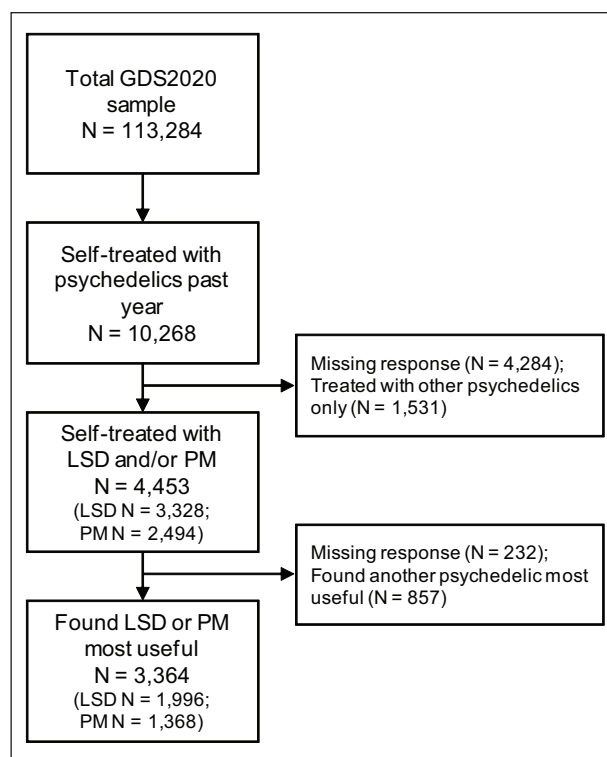 Total GDS2020
sample
N = 113,284
Self-treated with
psychedelics past
year
N = 10,268
Missing response (N = 4,284);
Treated with other psychedelics
only (N = 1,531)
Self-treated with
LSD and/or PM
N = 4,453
(LSD N = 3,328;
PM N = 2,494)
Missing response (N = 232);
Found another psychedelic most
useful (N = 857)
Found LSD or PM
most useful
N = 3,364
(LSD N = 1,996;
PM N = 1,368)